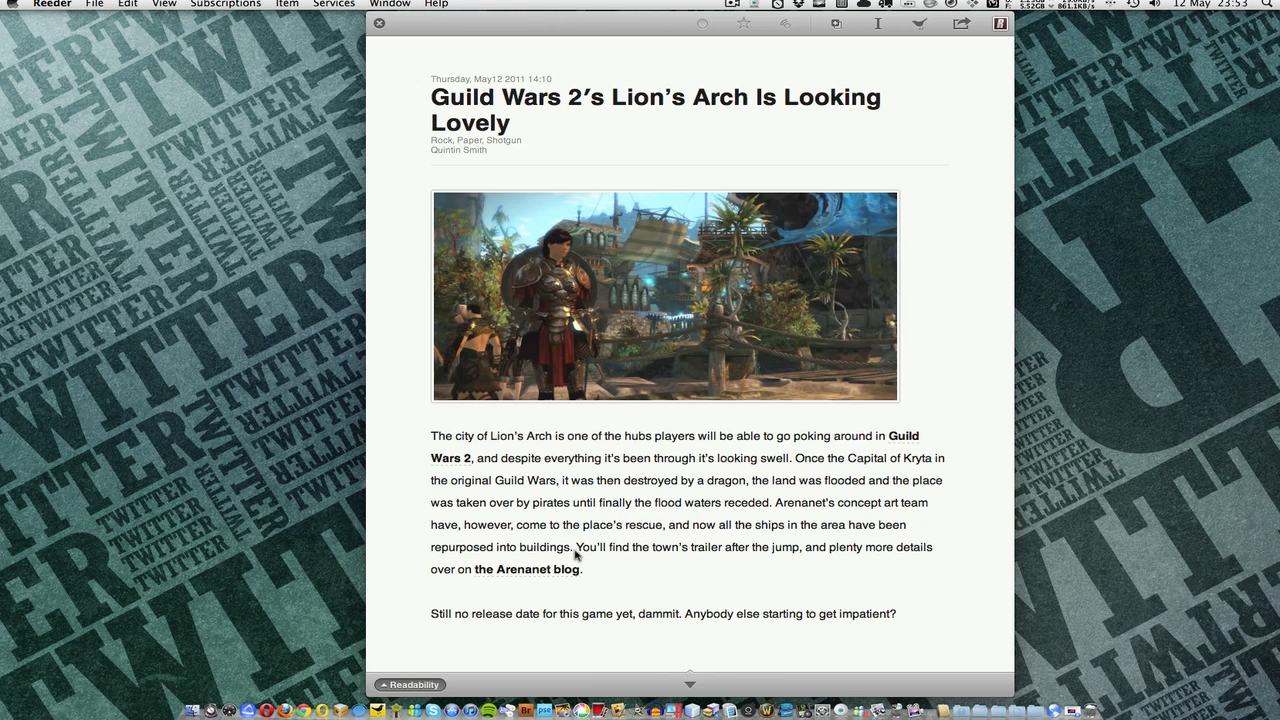 Reeder File Edit View Subscriptions Item Services Window Help 12 May 23:53
Thursday, May12 2011 14:10
Guild Wars 2′s Lion’s Arch Is Looking
Lovely
Rock, Paper, Shotgun
Quintin Smith
The city of Lion’s Arch is one of the hubs players will be able to go poking around in Guild
Wars 2, and despite everything it’s been through it’s looking swell. Once the Capital of Kryta in
the original Guild Wars, it was then destroyed by a dragon, the land was flooded and the place
was taken over by pirates until finally the flood waters receded. Arenanet’s concept art team
have, however, come to the place’s rescue, and now all the ships in the area have been
repurposed into buildings. You’ll find the town’s trailer after the jump, and plenty more details
over on the Arenanet blog.
Still no release date for this game yet, dammit. Anybody else starting to get impatient?
Readability
TWITTER